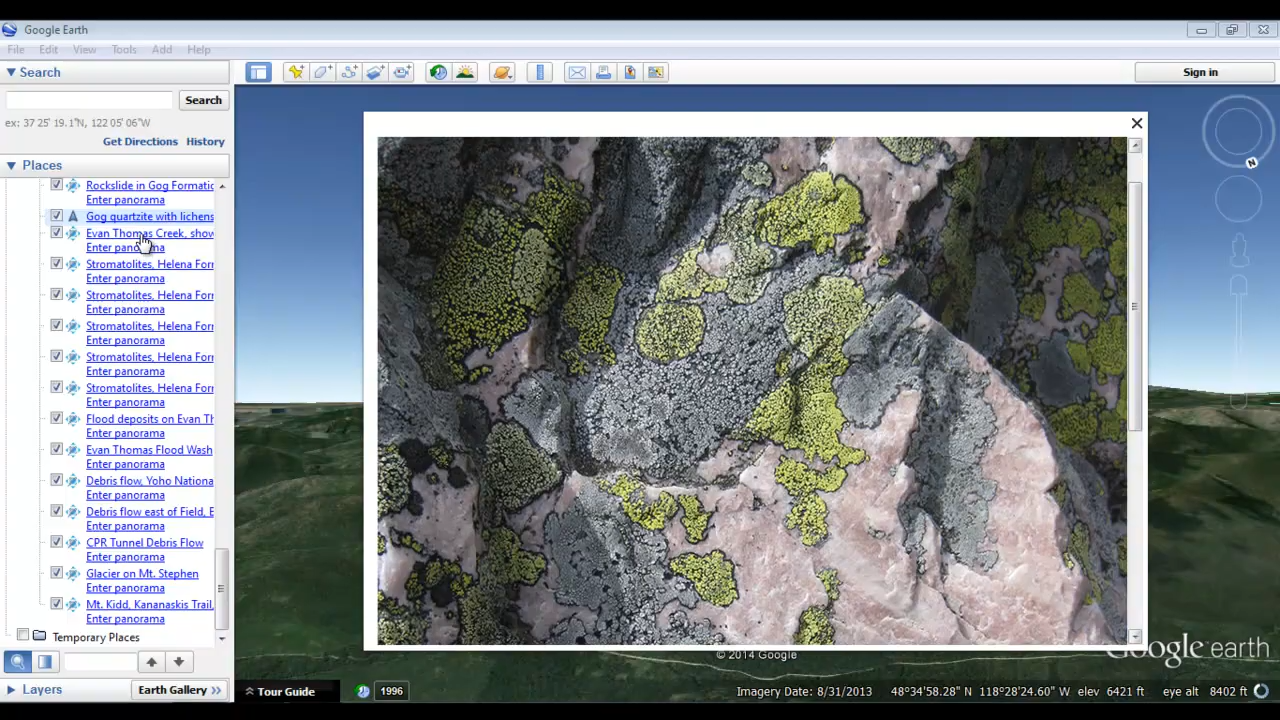 Google Earth
File Edit View Tools Add Help
Search
Sign in
Search
ex: 37 25' 19.1"N, 122 05' 06"W
Get Directions History
Places
Rockslide in Gog Formatio
Enter panorama
Gog quartzite with lichens
Evan Thomas Creek, shov
Enter panorama
Stromatolites, Helena Forr
Enter panorama
Stromatolites, Helena Forr
Enter panorama
Stromatolites, Helena Forr
Enter panorama
Stromatolites, Helena Forr
Enter panorama
Stromatolites, Helena Forr
Enter panorama
Flood deposits on Evan Th
Enter panorama
Evan Thomas Flood Wash
Enter panorama
Debris flow, Yoho Nationa
Enter panorama
Debris flow east of Field, B
Enter panorama
CPR Tunnel Debris Flow
Enter panorama
Glacier on Mt. Stephen
Enter panorama
Mt. Kidd, Kananaskis Trail,
Enter panorama
Temporary Places
Layers
Earth Gallery >>
N
© 2014 Google
Google earth
Tour Guide
1996
Imagery Date: 8/31/2013 48°34'58.28" N 118°28'24.60" W elev 6421 ft eye alt 8402 ft